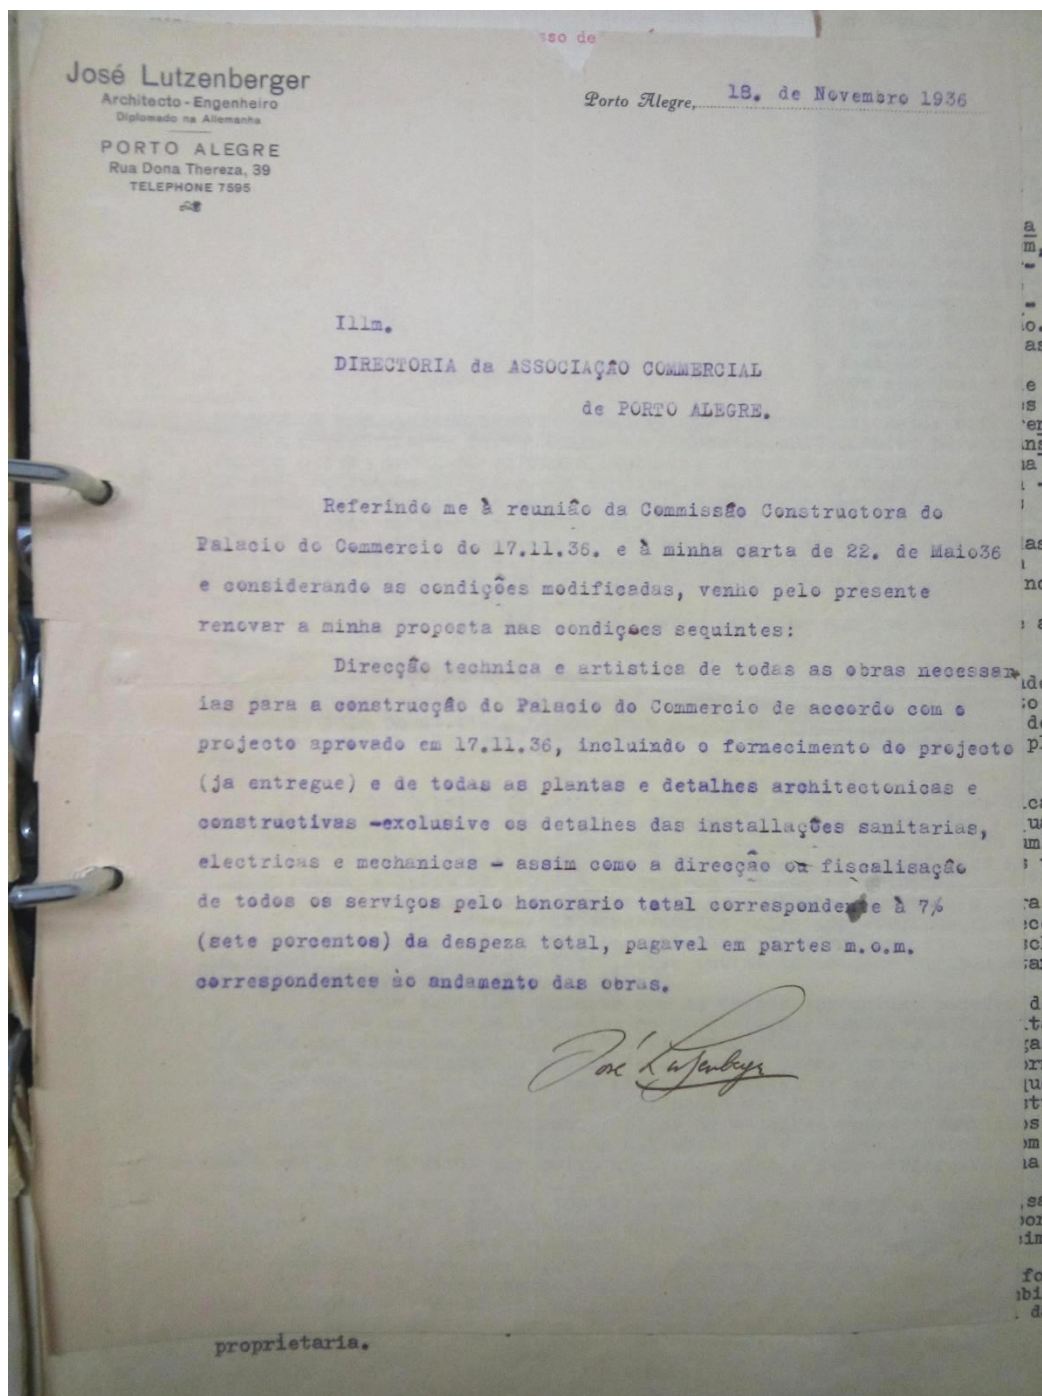 sso de
José Lutzenberger
Architecto - Engenheiro
Diplomado na Allemanha
PORTO ALEGRE
Rua Dona Thereza, 39
TELEPHONE 7595
Porto Alegre, 18. de Novembro 1936
Illm.
DIRECTORIA da ASSOCIAÇÃO COMMERCIAL
de PORTO ALEGRE.
Referindo me à reunião da Commissão Constructora do
Palacio do Commercio do 17.11.36. e à minha carta de 22. de Maio36
e considerando as condições modificadas, venho pelo presente
renovar a minha proposta nas condiçoes sequintes:
Direcção technica e artistica de todas as obras necessar-
ias para a construcção do Palacio do Commercio de accordo com o
projecto aprovado em 17.11.36, incluindo o fornecimento do projecto
(ja entregue) e de todas as plantas e detalhes architectonicas e
constructivas -exclusive os detalhes das installações sanitarias,
electricas e mechanicas - assim como a direcção ou fiscalisação
de todos os serviços pelo honorario total correspondente à 7%
(sete porcentos) da despeza total, pagavel em partes m.o.m.
correspondentes ào andamento das obras.
José Lutzenberger
proprietaria.